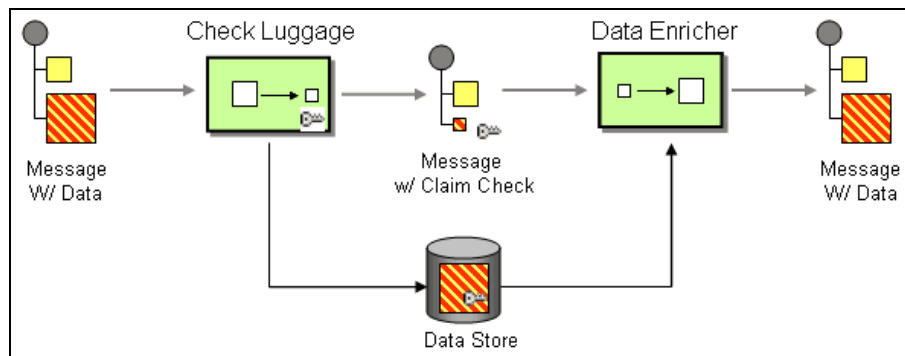 Check Luggage
Data Enricher
Message
W/ Data
Message
w/ Claim Check
Message
W/ Data
Data Store